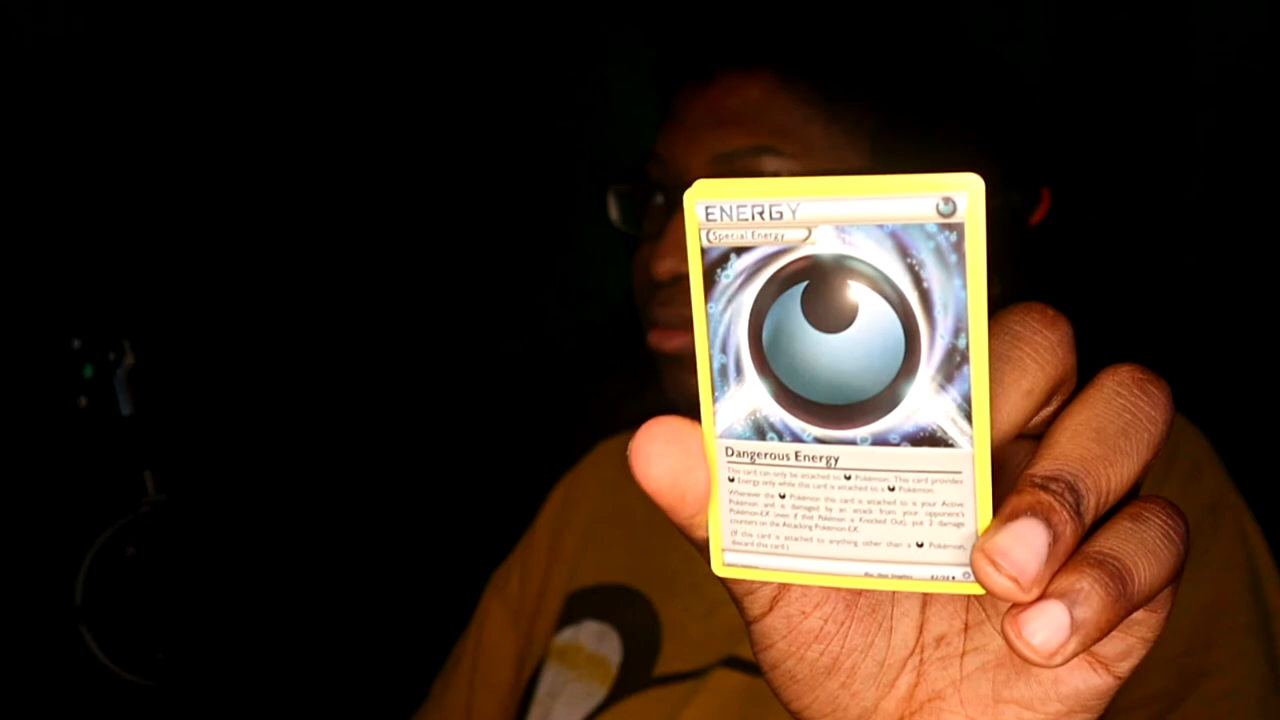 ENERGY
Special Energy
Dangerous Energy
This card can only be attached to Pokémon. This card provides
Energy only while this card is attached to a Pokémon.
Whenever the Pokémon this card is attached to is your Active
Pokémon and is damaged by an attack from your opponent's
Pokémon-EX (even if that Pokémon is Knocked Out), put 2 damage
counters on the Attacking Pokémon-EX.
(If this card is attached to anything other than a Pokémon,
discard this card.)